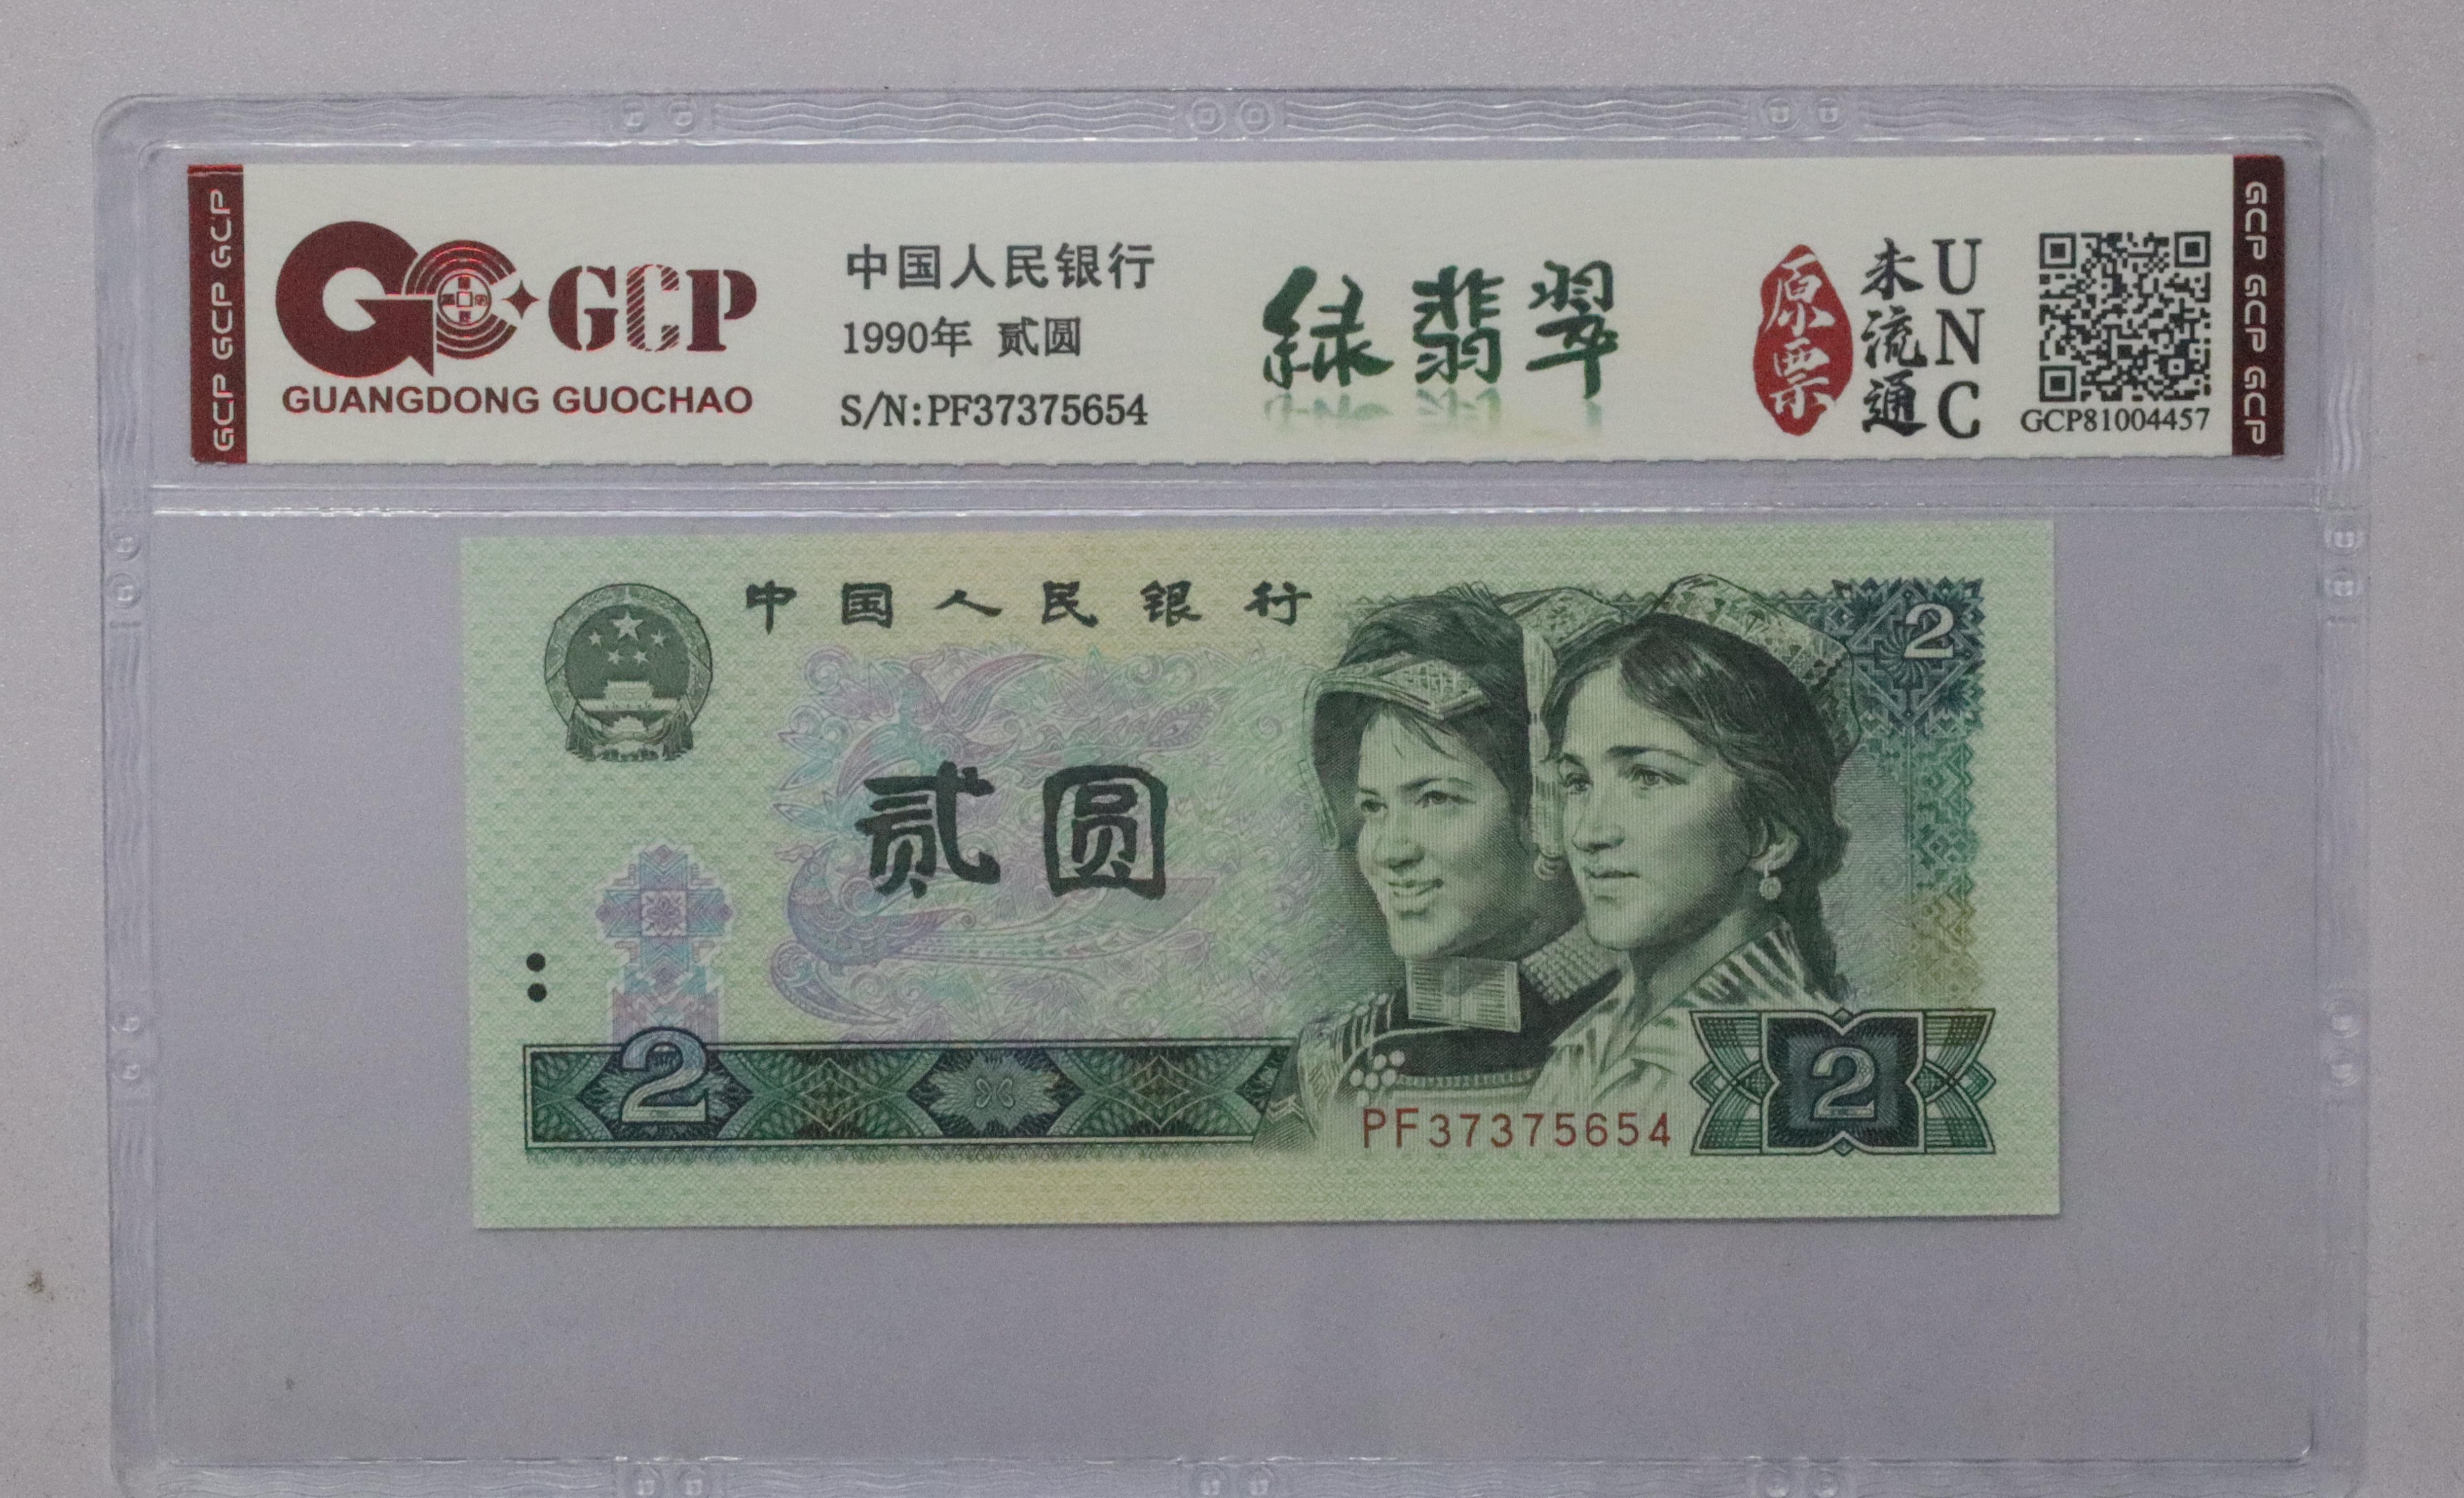 GCP GCP GCP
GCP
GUANGDONG GUOCHAO
中国人民银行
1990年 贰圆
S/N:PF37375654
绿翡翠
原票
未流通
UNC
GCP81004457
GCP GCP GCP
中国人民银行
2
贰圆
2
PF37375654
2